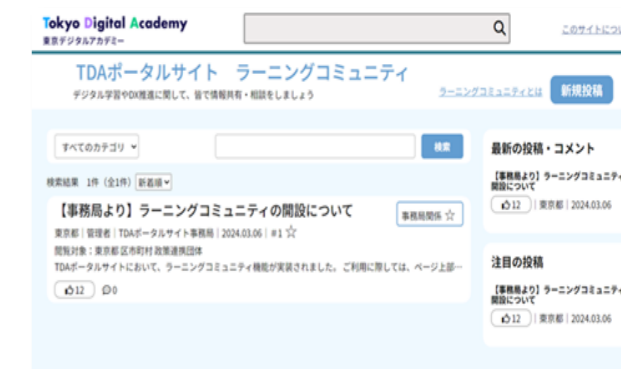 Tokyo Digital Academy
東京デジタルアカデミー
このサイトについ
TDAポータルサイト ラーニングコミュニティ
デジタル学習やDX推進に関して、皆で情報共有・相談をしましょう
ラーニングコミュニティとは
新規投稿
すべてのカテゴリ
検索
検索結果 1件(全1件) 新着順
【事務局より】ラーニングコミュニティの開設について
事務局関係 ☆
東京都|管理者|TDAポータルサイト事務局|2024.03.06|#1 ☆
閲覧対象:東京都 区市町村 政策連携団体
TDAポータルサイトにおいて、ラーニングコミュニティ機能が実装されました。ご利用に際しては、ページ上部…
12 0
最新の投稿・コメント
【事務局より】ラーニングコミュニティ
開設について
12 | 東京都 | 2024.03.06
注目の投稿
【事務局より】ラーニングコミュニティ
開設について
12 | 東京都 | 2024.03.06